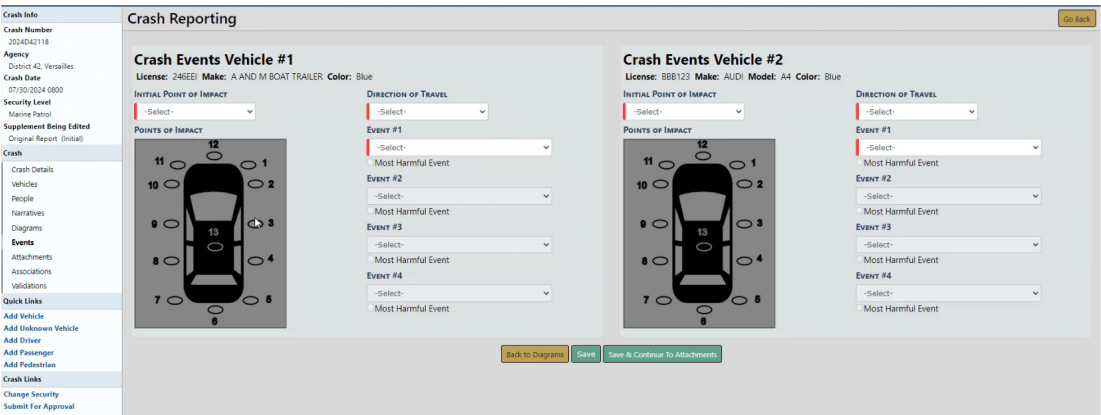 Crash Info
Crash Number
2024D42118
Agency
District 42, Versailles
Crash Date
07/30/2024 0800
Security Level
Marine Patrol
Supplement Being Edited
Original Report (Initial)
Crash
Crash Details
Vehicles
People
Narratives
Diagrams
Events
Attachments
Associations
Validations
Quick Links
Add Vehicle
Add Unknown Vehicle
Add Driver
Add Passenger
Add Pedestrian
Crash Links
Change Security
Submit For Approval
Crash Reporting
Go Back
Crash Events Vehicle #1
License: 246EEI Make: A AND M BOAT TRAILER Color: Blue
Initial Point of Impact
-Select-
Points of Impact
12
11 1
10 2
9 3
13
8 4
7 5
6
Direction of Travel
-Select-
Event #1
-Select-
Most Harmful Event
Event #2
-Select-
Most Harmful Event
Event #3
-Select-
Most Harmful Event
Event #4
-Select-
Most Harmful Event
Crash Events Vehicle #2
License: BBB123 Make: AUDI Model: A4 Color: Blue
Initial Point of Impact
-Select-
Points of Impact
12
11 1
10 2
9 3
13
8 4
7 5
6
Direction of Travel
-Select-
Event #1
-Select-
Most Harmful Event
Event #2
-Select-
Most Harmful Event
Event #3
-Select-
Most Harmful Event
Event #4
-Select-
Most Harmful Event
Back to Diagrams Save Save & Continue To Attachments